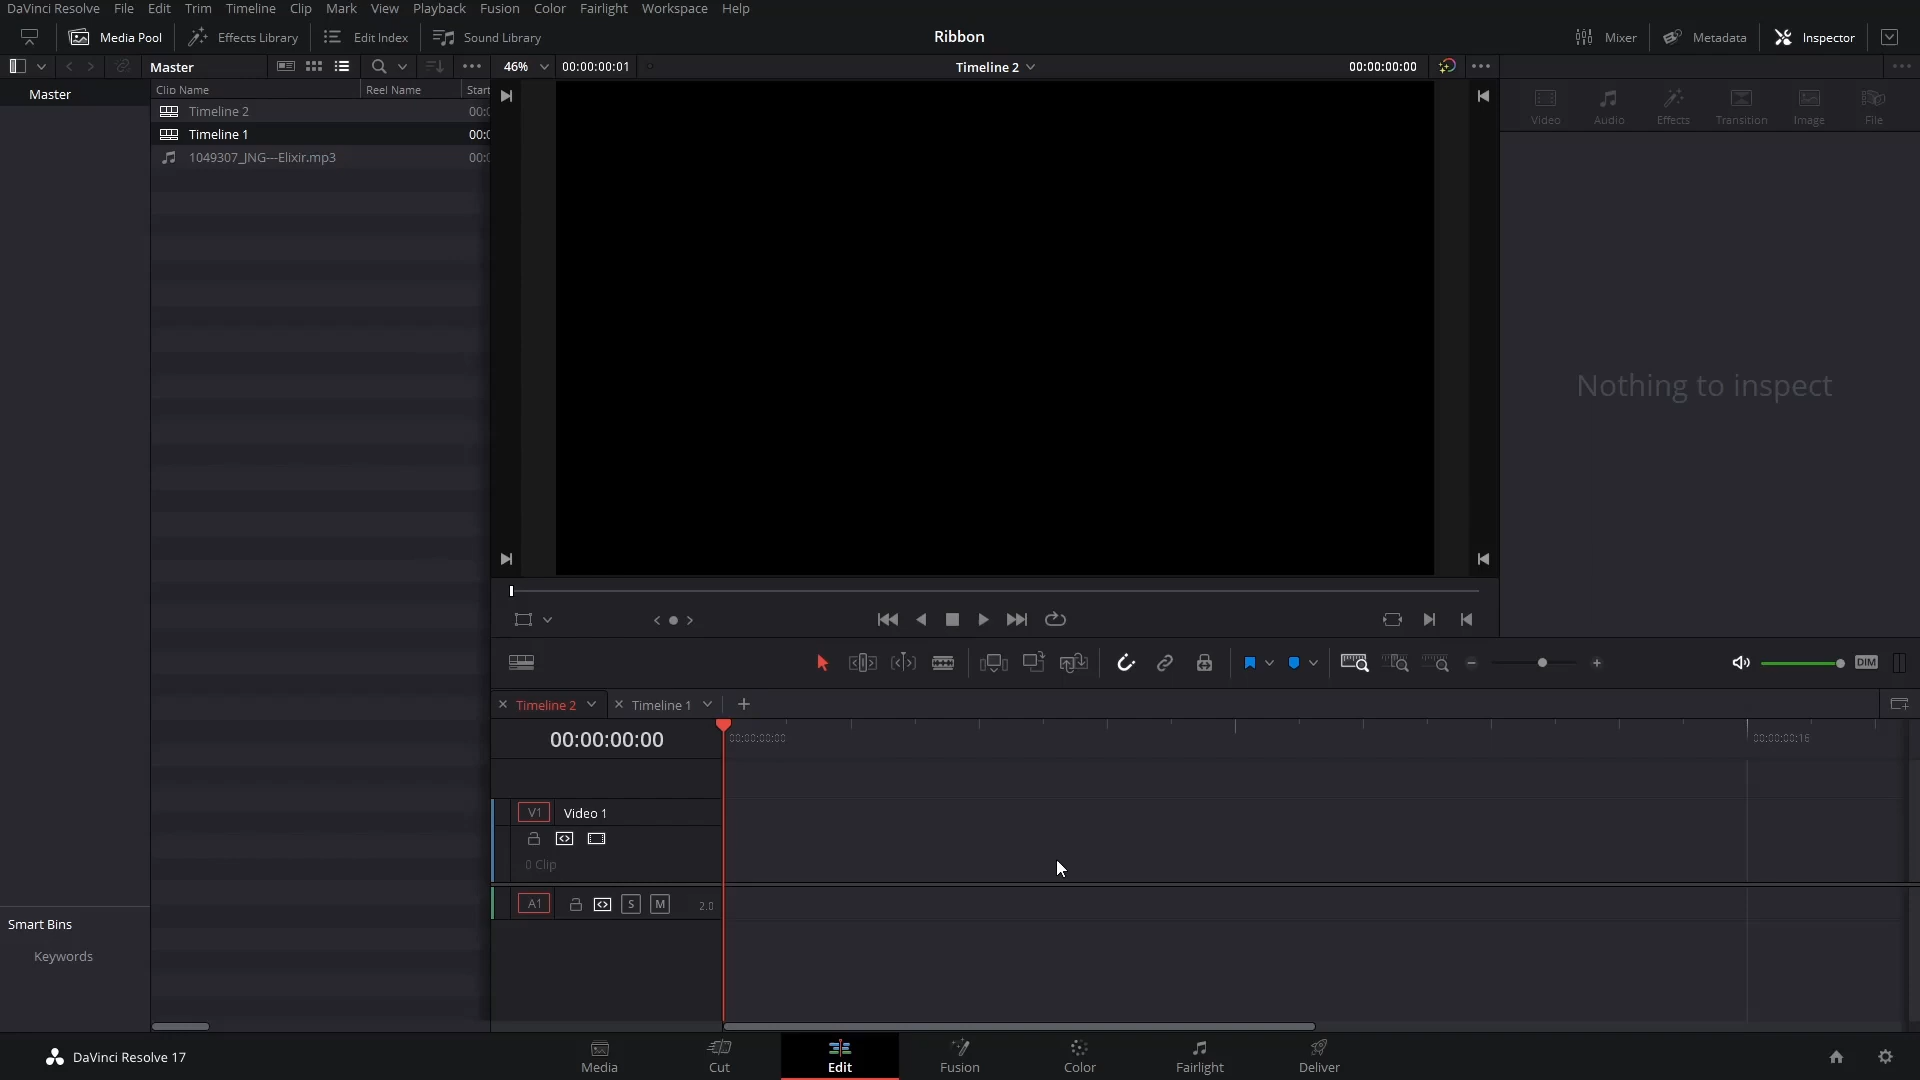 DaVinci Resolve File Edit Trim Timeline Clip Mark View Playback Fusion Color Fairlight Workspace Help
Media Pool Effects Library Edit Index Sound Library Ribbon Mixer Metadata Inspector
Master 46% 00:00:00:01 Timeline 2 00:00:00:00
Master
Clip Name Reel Name Start
Timeline 2 00:0
Timeline 1 00:0
1049307_JNG---Elixir.mp3 00:0
Video Audio Effects Transition Image File
Nothing to inspect
DIM
Timeline 2 Timeline 1
00:00:00:00 00:00:00:00 00:00:00:16
V1 Video 1
0 Clip
A1 S M 2.0
Smart Bins
Keywords
DaVinci Resolve 17
Media Cut Edit Fusion Color Fairlight Deliver